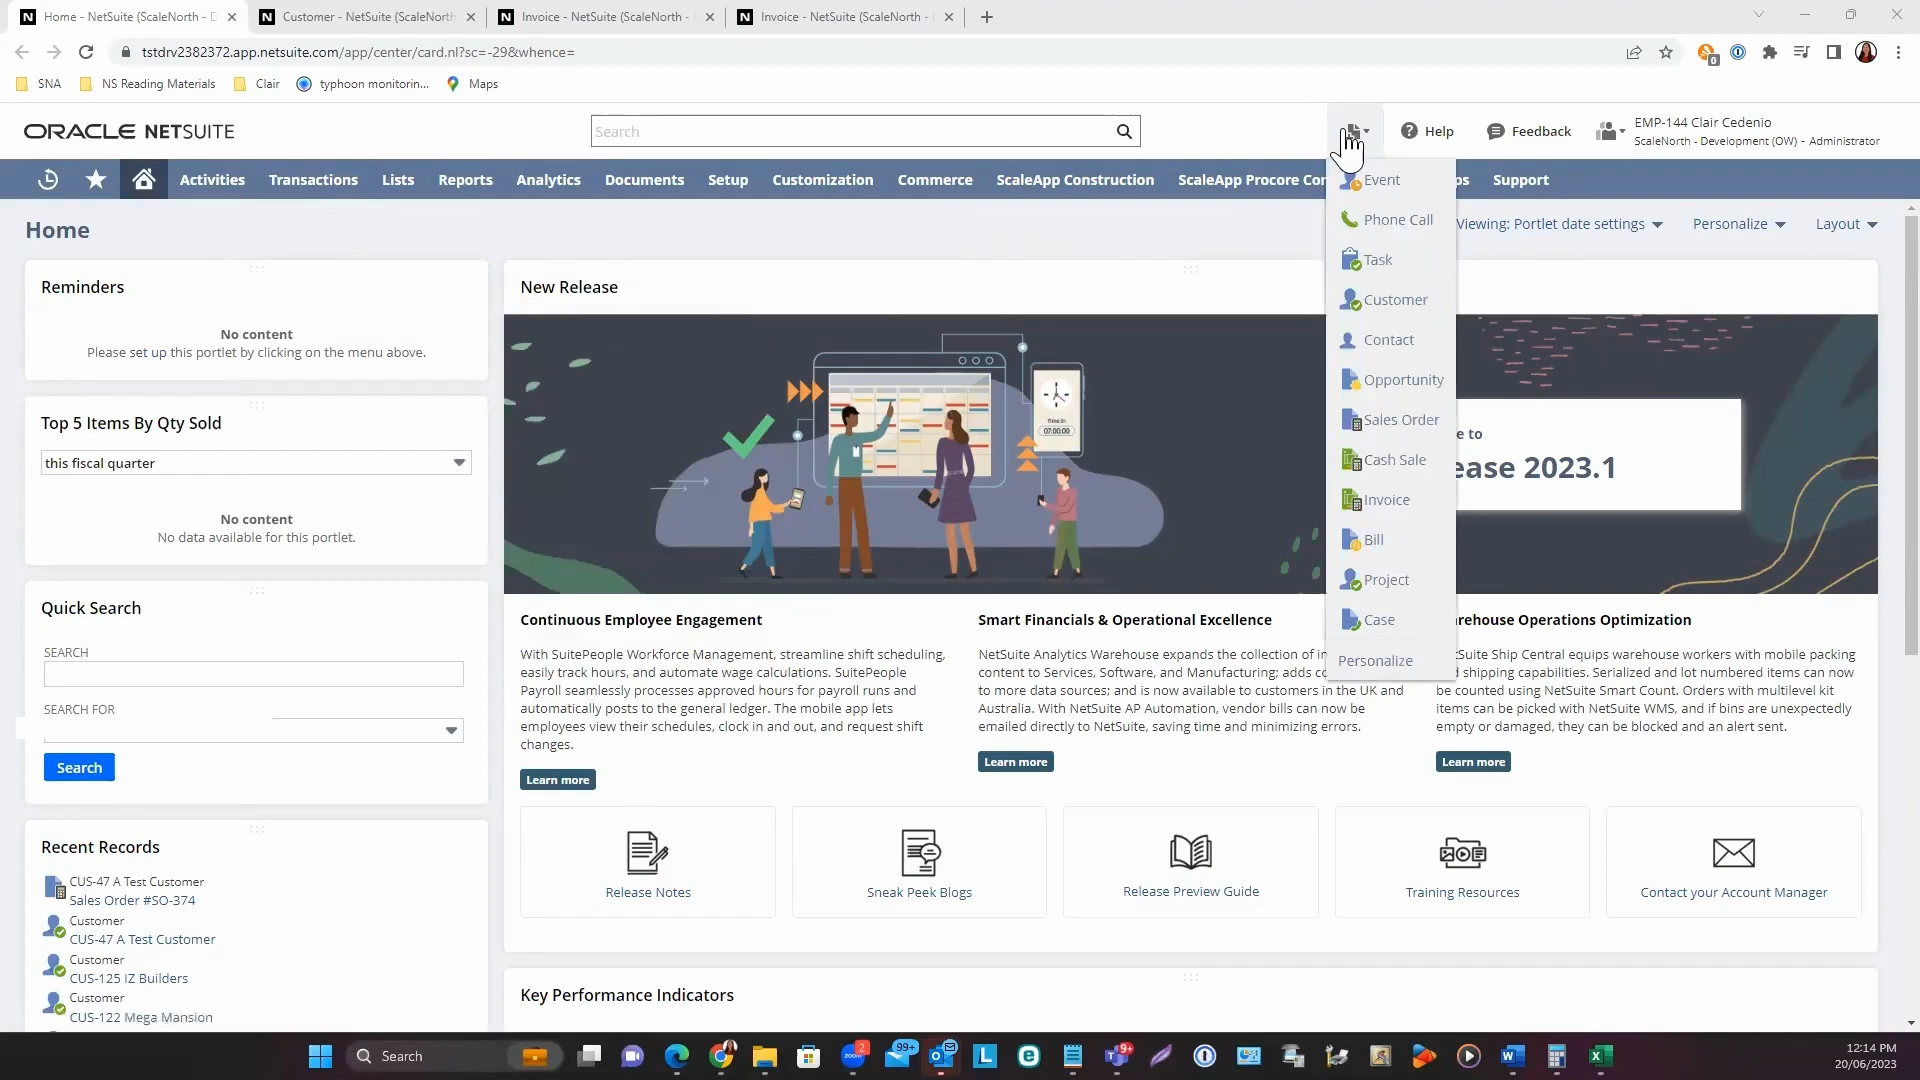 Home - NetSuite (ScaleNorth - D
Customer - NetSuite (ScaleNorth
Invoice - NetSuite (ScaleNorth -
Invoice - NetSuite (ScaleNorth -
tstdrv2382372.app.netsuite.com/app/center/card.nl?sc=-29&whence=
0
SNA
NS Reading Materials
Clair
typhoon monitorin...
Maps
ORACLE NETSUITE
Search
Help
Feedback
EMP-144 Clair Cedenio
ScaleNorth - Development (OW) - Administrator
Activities
Transactions
Lists
Reports
Analytics
Documents
Setup
Customization
Commerce
ScaleApp Construction
ScaleApp Procore Con
ps
Support
Home
Viewing: Portlet date settings
Personalize
Layout
Event
Phone Call
Task
Customer
Contact
Opportunity
Sales Order
Cash Sale
Invoice
Bill
Project
Case
Personalize
Reminders
No content
Please set up this portlet by clicking on the menu above.
Top 5 Items By Qty Sold
this fiscal quarter
No content
No data available for this portlet.
Quick Search
SEARCH
SEARCH FOR
Search
Recent Records
CUS-47 A Test Customer
Sales Order #SO-374
Customer
CUS-47 A Test Customer
Customer
CUS-125 IZ Builders
Customer
CUS-122 Mega Mansion
New Release
Time In
07:00:00
e to
ease 2023.1
Continuous Employee Engagement
With SuitePeople Workforce Management, streamline shift scheduling,
easily track hours, and automate wage calculations. SuitePeople
Payroll seamlessly processes approved hours for payroll runs and
automatically posts to the general ledger. The mobile app lets
employees view their schedules, clock in and out, and request shift
changes.
Learn more
Smart Financials & Operational Excellence
NetSuite Analytics Warehouse expands the collection of in
content to Services, Software, and Manufacturing; adds co
to more data sources; and is now available to customers in the UK and
Australia. With NetSuite AP Automation, vendor bills can now be
emailed directly to NetSuite, saving time and minimizing errors.
Learn more
rehouse Operations Optimization
tSuite Ship Central equips warehouse workers with mobile packing
d shipping capabilities. Serialized and lot numbered items can now
be counted using NetSuite Smart Count. Orders with multilevel kit
items can be picked with NetSuite WMS, and if bins are unexpectedly
empty or damaged, they can be blocked and an alert sent.
Learn more
Release Notes
Sneak Peek Blogs
Release Preview Guide
Training Resources
Contact your Account Manager
Key Performance Indicators
Search
2
99+
9+
12:14 PM
20/06/2023